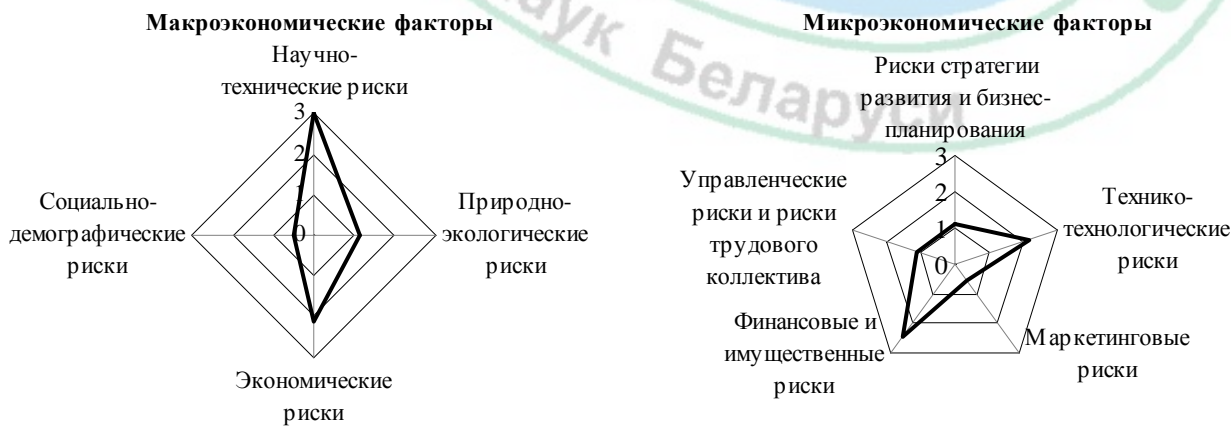 наук Беларуси
Макроэкономические факторы
Научно-
технические риски
3
2
1
0
Социально-
демографические
риски
Природно-
экологические
риски
Экономические
риски
Микроэкономические факторы
Риски стратегии
развития и бизнес-
планирования
3
2
1
0
Управленческие
риски и риски
трудового
коллектива
Технико-
технологические
риски
Финансовые и
имущественные
риски
Маркетинговые
риски